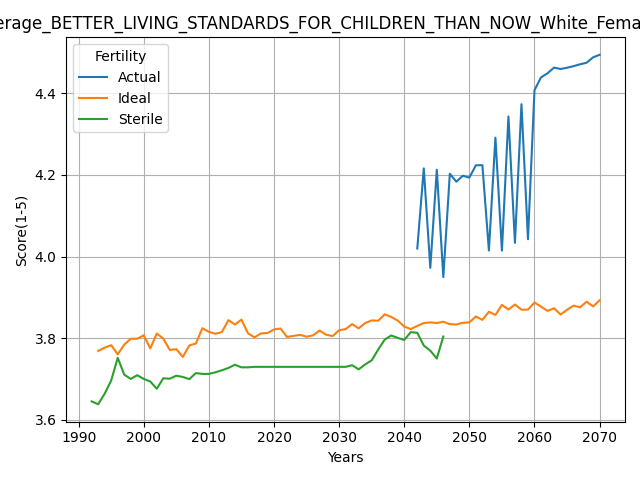 erage_BETTER_LIVING_STANDARDS_FOR_CHILDREN_THAN_NOW_White_Fema
Fertility
Actual
Ideal
Sterile
Score(1-5)
4.4
4.2
4.0
3.8
3.6
1990 2000 2010 2020 2030 2040 2050 2060 2070
Years